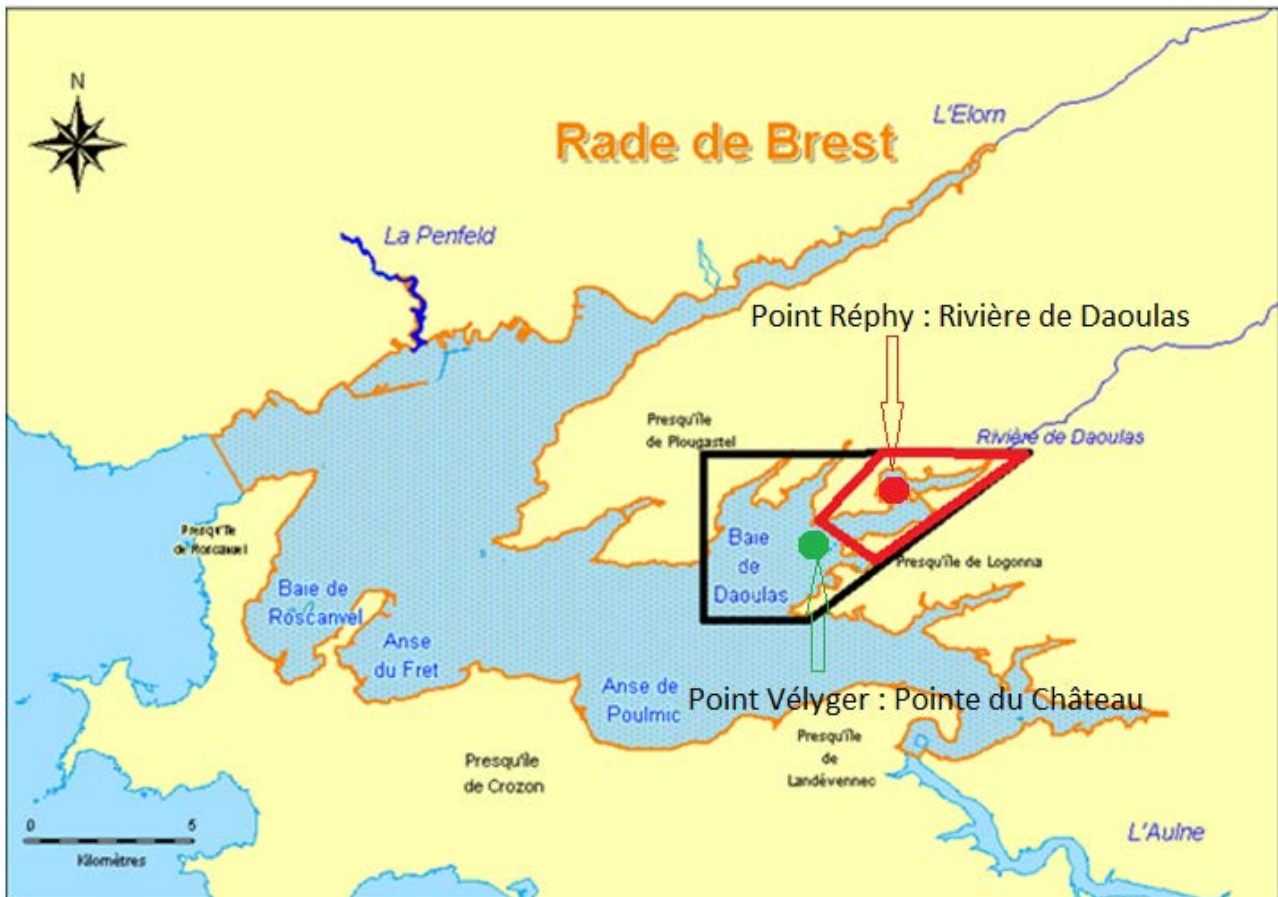 N
L'Elorn
Rade de Brest
La Penfeld
Point Réphy : Rivière de Daoulas
Presqu'île
de Plougastel
Rivière de Daoulas
Presqu'île
de Roscanvel
Baie
de
Daoulas
Presqu'île de Logonna
Baie de
Roscanvel
Anse
du Fret
Anse de
Poulmic
Point Vélyger : Pointe du Château
Presqu'île
de
Landévennec
Presqu'île
de Crozon
0 5
Kilomètres
L'Aulne